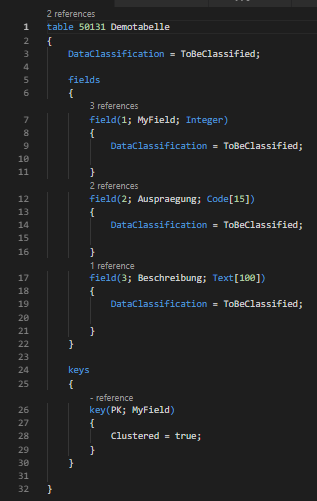 2 references
1 table 50131 Demotabelle
2 {
3 DataClassification = ToBeClassified;
4
5 fields
6 {
3 references
7 field(1; MyField; Integer)
8 {
9 DataClassification = ToBeClassified;
10
11 }
2 references
12 field(2; Auspraegung; Code[15])
13 {
14 DataClassification = ToBeClassified;
15
16 }
1 reference
17 field(3; Beschreibung; Text[100])
18 {
19 DataClassification = ToBeClassified;
20
21 }
22 }
23
24 keys
25 {
- reference
26 key(PK; MyField)
27 {
28 Clustered = true;
29 }
30 }
31
32 }